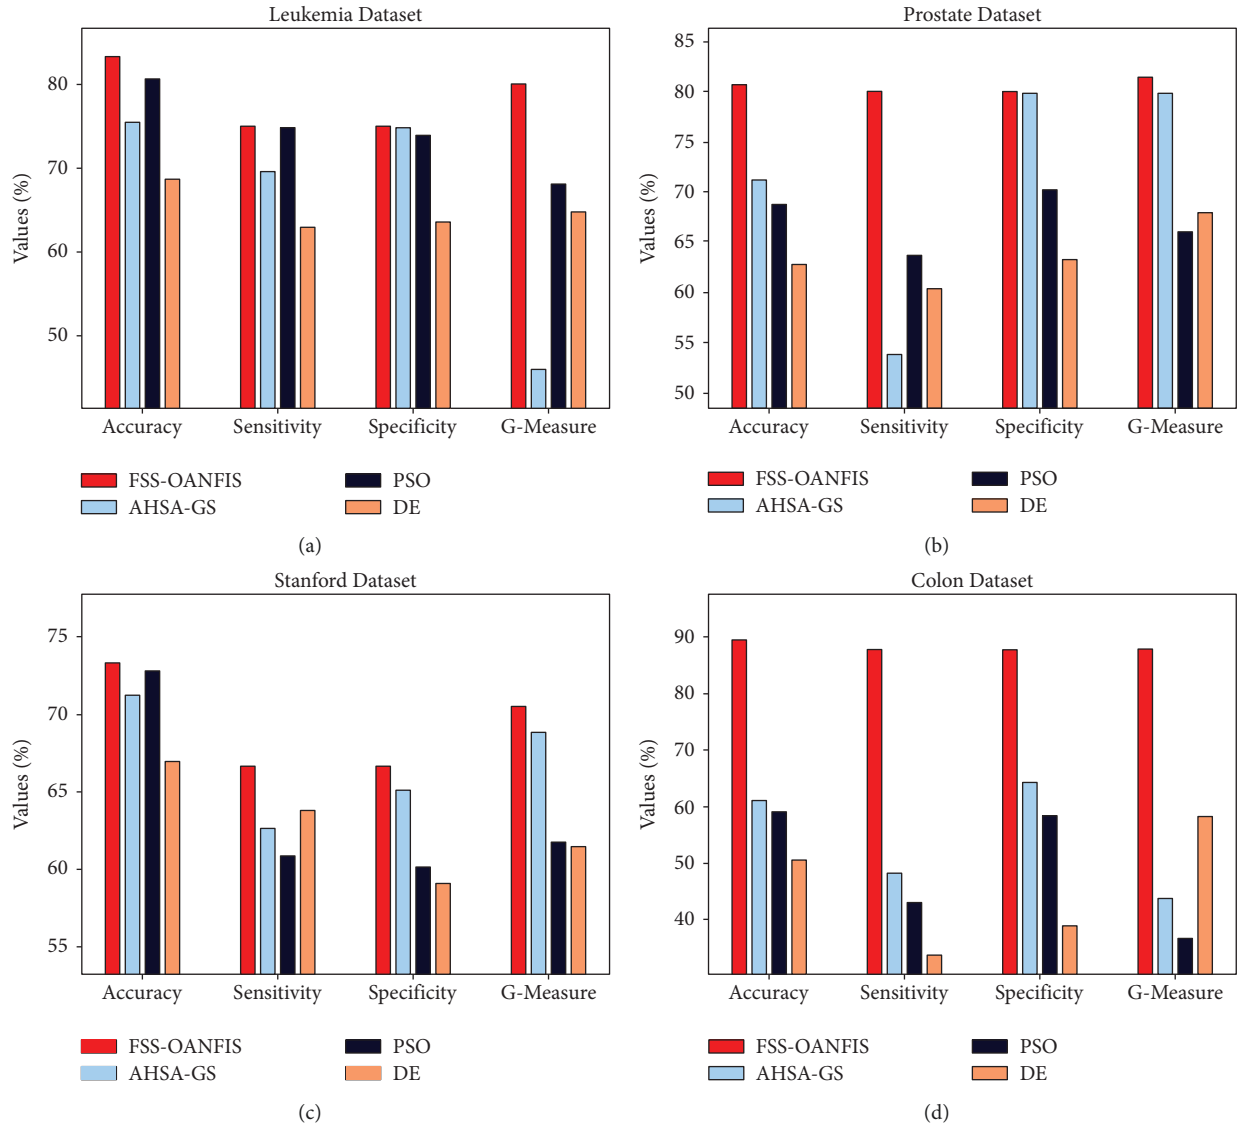 Leukemia Dataset
Values (%)
80
70
60
50
Accuracy Sensitivity Specificity G-Measure
FSS-OANFIS PSO
AHSA-GS DE
(a)
Prostate Dataset
Values (%)
85
80
75
70
65
60
55
50
Accuracy Sensitivity Specificity G-Measure
FSS-OANFIS PSO
AHSA-GS DE
(b)
Stanford Dataset
Values (%)
75
70
65
60
55
Accuracy Sensitivity Specificity G-Measure
FSS-OANFIS PSO
AHSA-GS DE
(c)
Colon Dataset
Values (%)
90
80
70
60
50
40
Accuracy Sensitivity Specificity G-Measure
FSS-OANFIS PSO
AHSA-GS DE
(d)